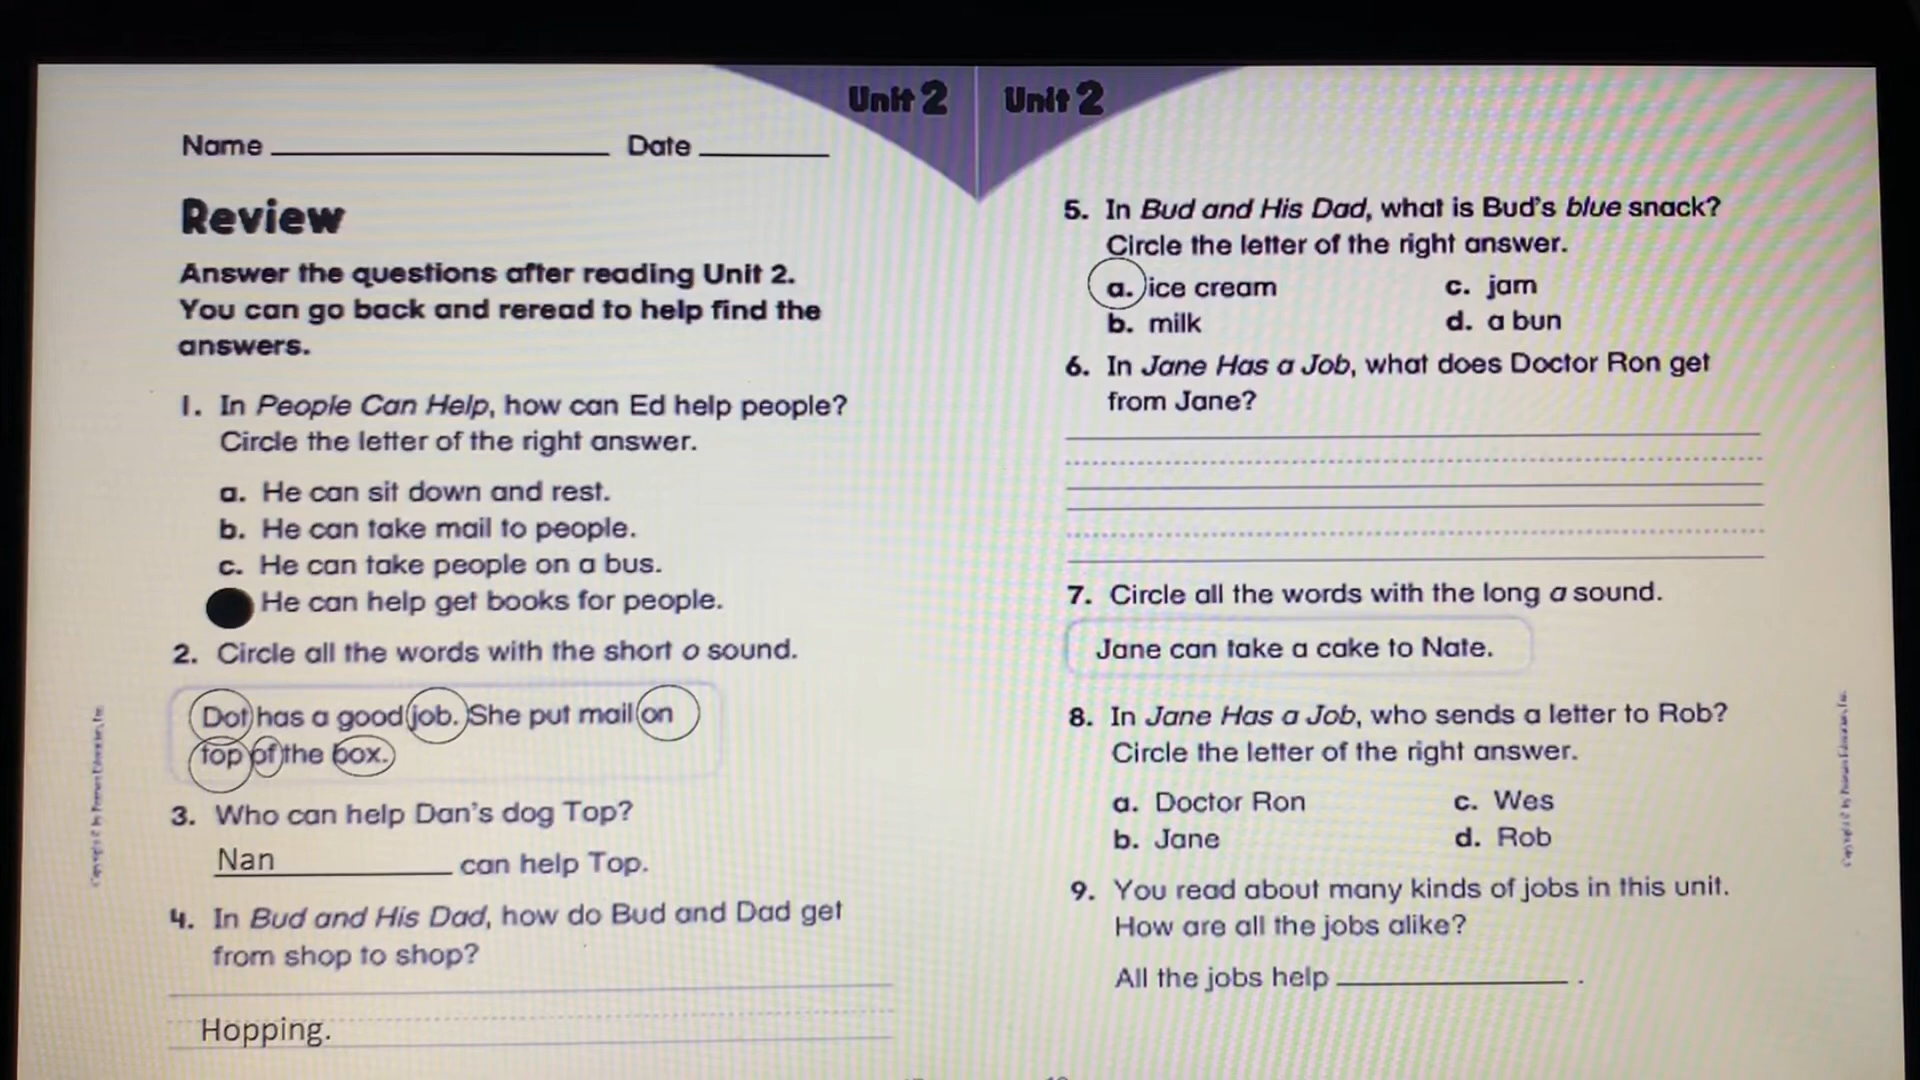 Unit 2
Name Date
Review
Answer the questions after reading Unit 2.
You can go back and reread to help find the
answers.
1. In People Can Help, how can Ed help people?
Circle the letter of the right answer.
a. He can sit down and rest.
b. He can take mail to people.
c. He can take people on a bus.
He can help get books for people.
2. Circle all the words with the short o sound.
Dot has a good job. She put mail on
top of the box.
3. Who can help Dan's dog Top?
Nan can help Top.
4. In Bud and His Dad, how do Bud and Dad get
from shop to shop?
Hopping.
Unit 2
5. In Bud and His Dad, what is Bud's blue snack?
Circle the letter of the right answer.
a. ice cream c. jam
b. milk d. a bun
6. In Jane Has a Job, what does Doctor Ron get
from Jane?
7. Circle all the words with the long a sound.
Jane can take a cake to Nate.
8. In Jane Has a Job, who sends a letter to Rob?
Circle the letter of the right answer.
a. Doctor Ron c. Wes
b. Jane d. Rob
9. You read about many kinds of jobs in this unit.
How are all the jobs alike?
All the jobs help .